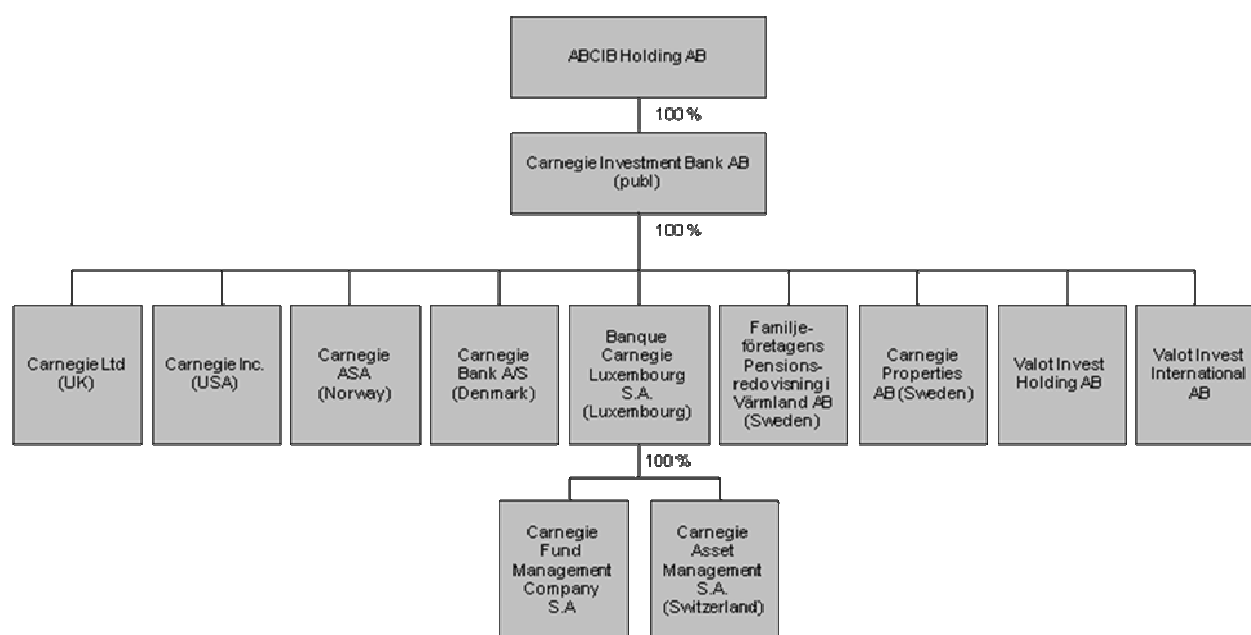 ABCIB Holding AB
100 %
Carnegie Investment Bank AB
(publ)
100 %
Carnegie Ltd
(UK)
Carnegie Inc.
(USA)
Carnegie
ASA
(Norway)
Carnegie
Bank A/S
(Denmark)
Banque
Carnegie
Luxembourg
S.A.
(Luxembourg)
Familje-
företagens
Pensions-
redovisning i
Värmland AB
(Sweden)
Carnegie
Properties
AB (Sweden)
Valot Invest
Holding AB
Valot Invest
International
AB
100 %
Carnegie
Fund
Management
Company
S.A
Carnegie
Asset
Management
S.A.
(Switzerland)